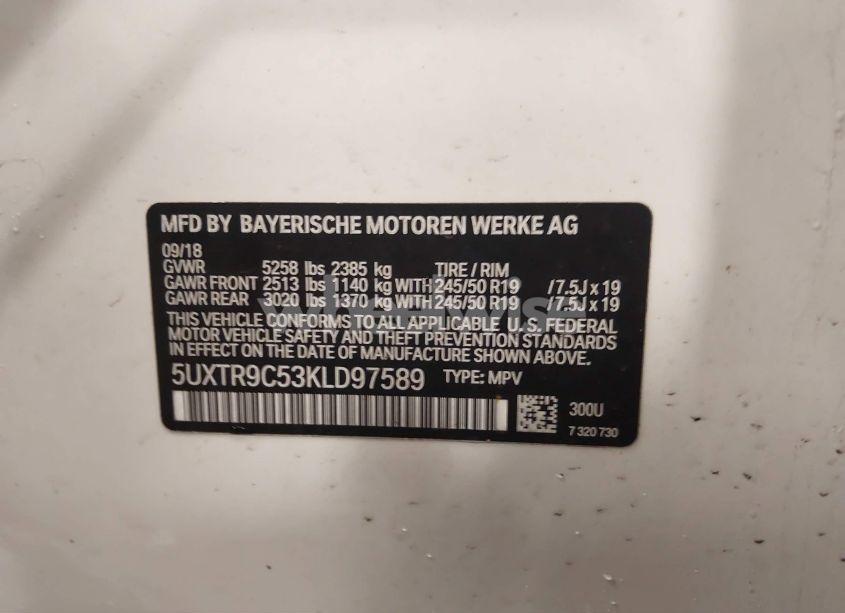 MFD BY BAYERISCHE MOTOREN WERKE AG
09/18
GVWR 5258 lbs 2385 kg TIRE / RIM
GAWR FRONT 2513 lbs 1140 kg WITH 245/50 R19 /7.5J x 19
GAWR REAR 3020 lbs 1370 kg WITH 245/50 R19 /7.5J x 19
THIS VEHICLE CONFORMS TO ALL APPLICABLE U.S. FEDERAL
MOTOR VEHICLE SAFETY AND THEFT PREVENTION STANDARDS
IN EFFECT ON THE DATE OF MANUFACTURE SHOWN ABOVE.
5UXTR9C53KLD97589 TYPE: MPV
300U
7 320 730